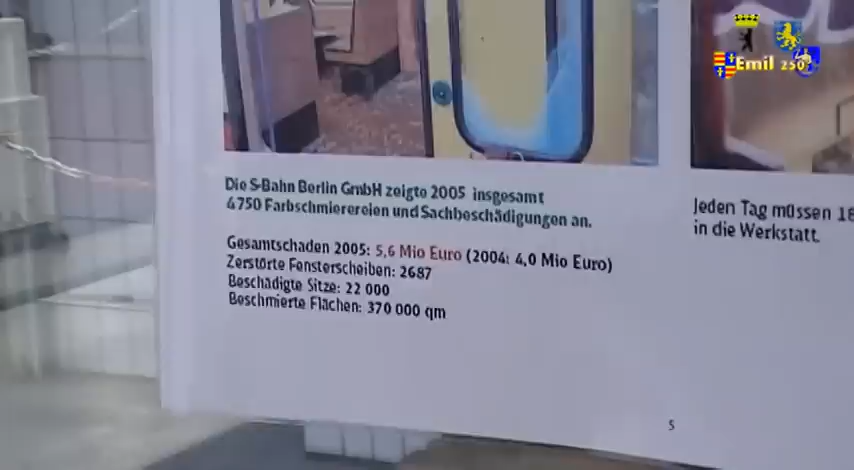 Emil 250
Die S-Bahn Berlin GmbH zeigte 2005 insgesamt
4750 Farbschmierereien und Sachbeschädigungen an.
Gesamtschaden 2005: 5,6 Mio Euro (2004: 4,0 Mio Euro)
Zerstörte Fensterscheiben: 2687
Beschädigte Sitze: 22 000
Beschmierte Flächen: 370 000 qm
Jeden Tag müssen 18
in die Werkstatt.
5